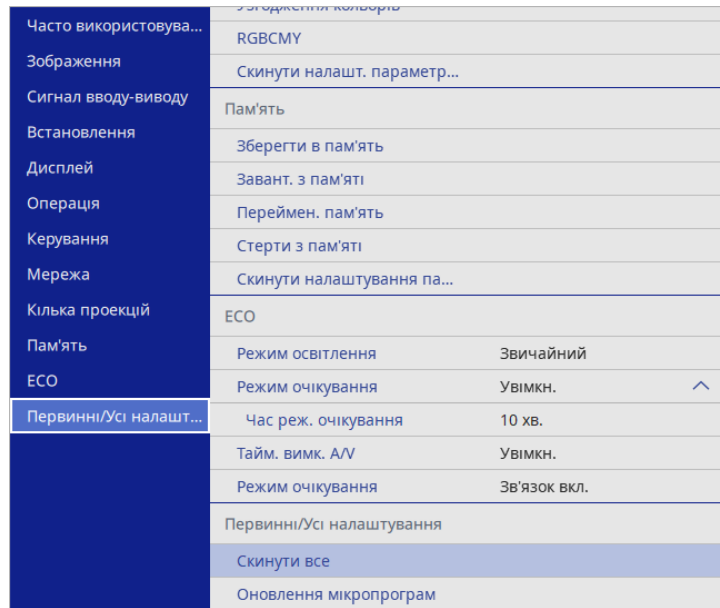 Часто використовува...
Зображення
Сигнал вводу-виводу
Встановлення
Дисплей
Операція
Керування
Мережа
Кілька проекцій
Пам'ять
ECO
Первинні/Усі налашт...
Узгодження кольорів
RGBCMY
Скинути налашт. параметр...
Пам'ять
Зберегти в пам'ять
Завант. з пам'яті
Переймен. пам'ять
Стерти з пам'яті
Скинути налаштування па...
ECO
Режим освітлення Звичайний
Режим очікування Увімкн.
Час реж. очікування 10 хв.
Тайм. вимк. A/V Увімкн.
Режим очікування Зв'язок вкл.
Первинні/Усі налаштування
Скинути все
Оновлення мікропрограм